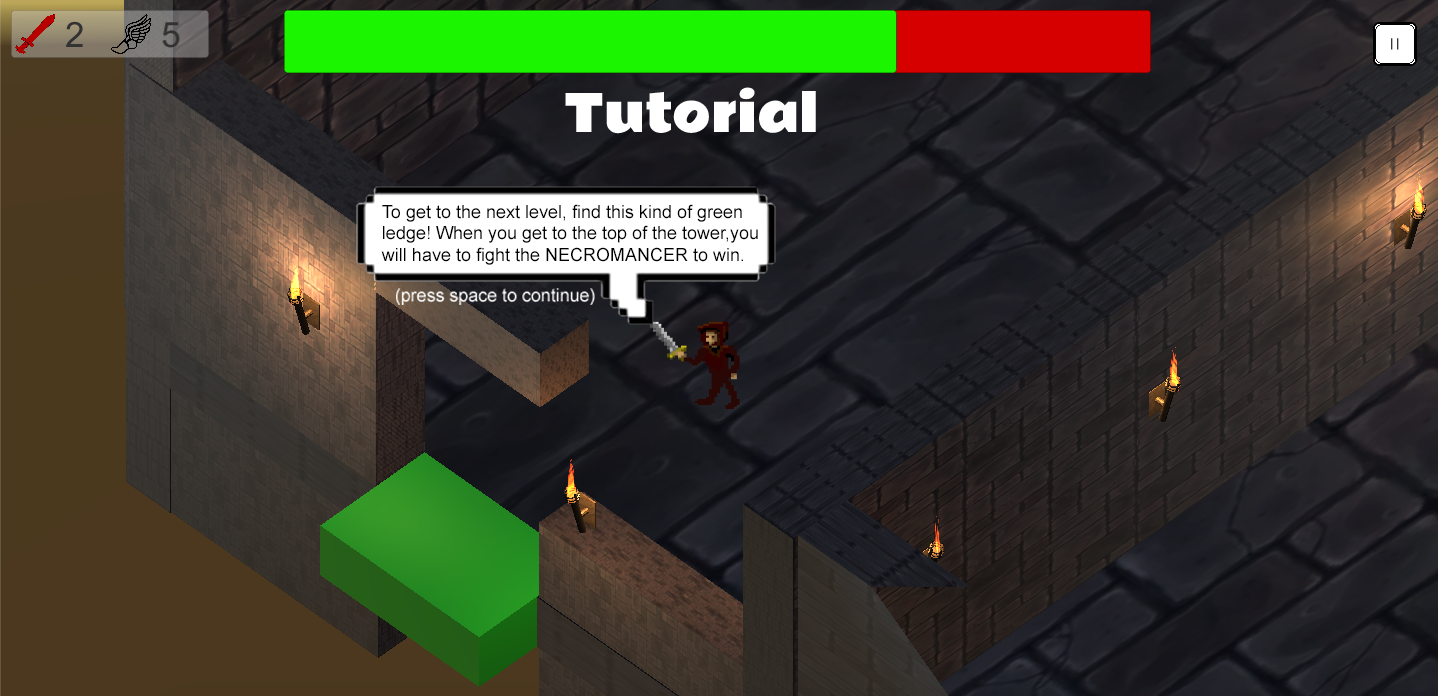 2 5
Tutorial
To get to the next level, find this kind of green
ledge! When you get to the top of the tower,you
will have to fight the NECROMANCER to win.
(press space to continue)